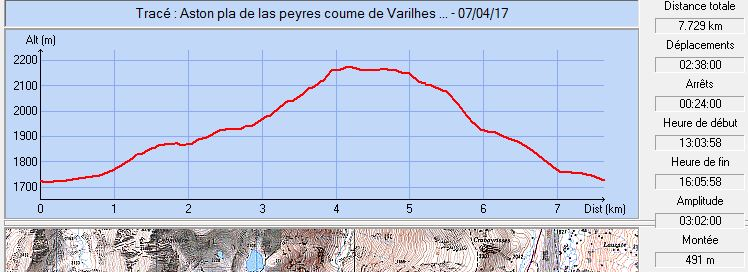 Tracé : Aston pla de las peyres coume de Varilhes ... - 07/04/17
Alt (m)
2200
2100
2000
1900
1800
1700
0 1 2 3 4 5 6 7 Dist (km)
Distance totale
7.729 km
Déplacements
02:38:00
Arrêts
00:24:00
Heure de début
13:03:58
Heure de fin
16:05:58
Amplitude
03:02:00
Montée
491 m